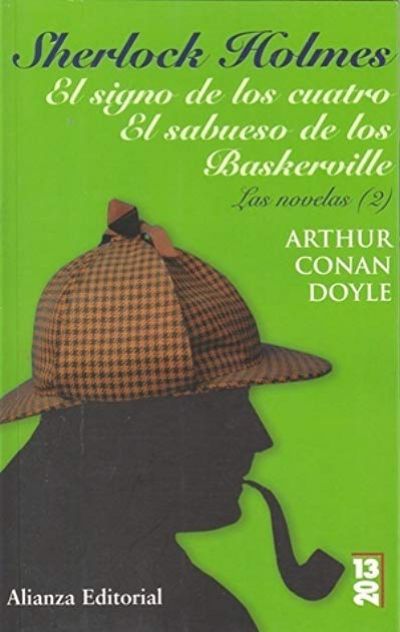 Sherlock Holmes
El signo de los cuatro
El sabueso de los
Baskerville
Las novelas (2)
ARTHUR
CONAN
DOYLE
13
20
Alianza Editorial